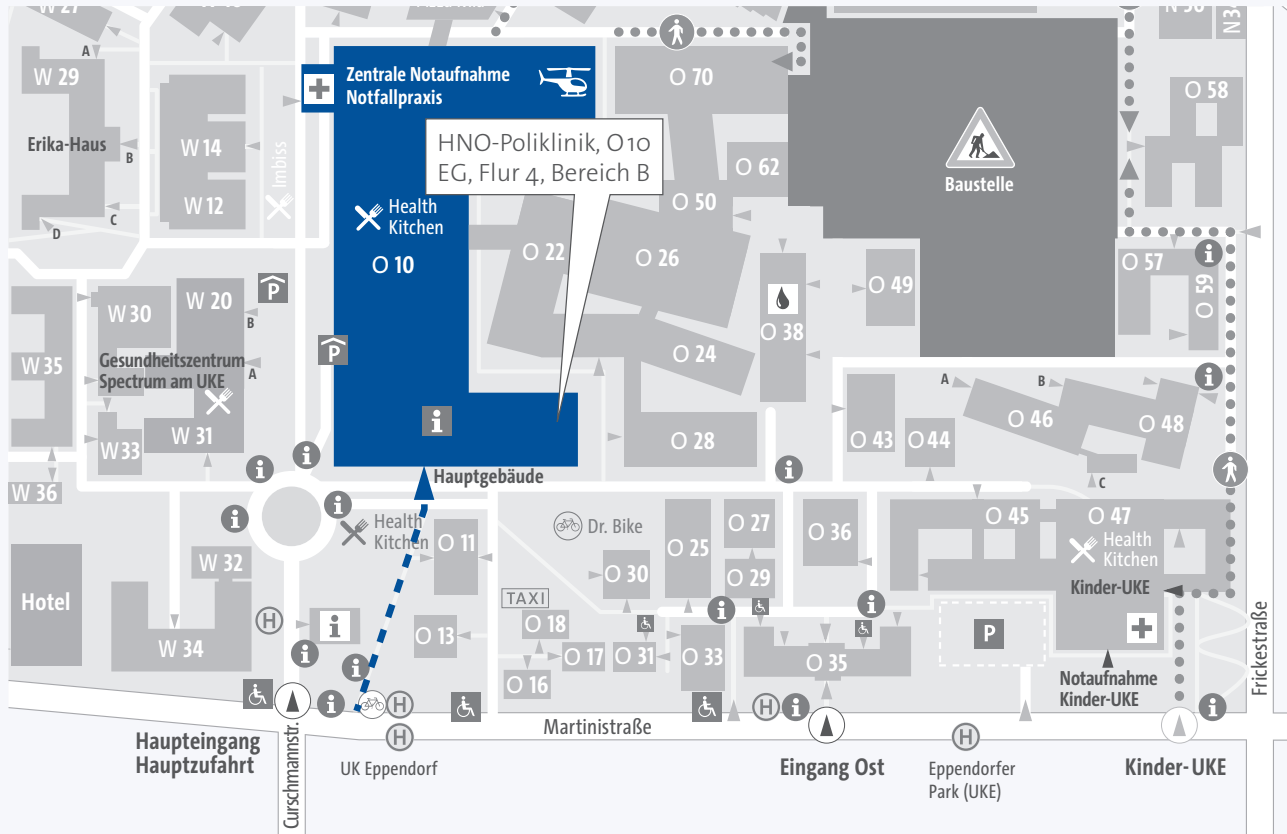 W 27
O 70
N 36
N 34
A
W 29
Zentrale Notaufnahme
Notfallpraxis
O 58
HNO-Poliklinik, O10
EG, Flur 4, Bereich B
Erika-Haus
B
W 14
Imbiss
O 62
Baustelle
W 12
C
D
Health
Kitchen
O 50
O 10
O 22
O 26
O 57
O 59
i
W 20
P
B
W 30
O 49
O 38
W 35
Gesundheitszentrum
Spectrum am UKE
A
P
O 24
A
B
i
W 33
W 31
i
O 28
O 43
O 44
O 46
O 48
Hauptgebäude
i
i
i
C
W 36
i
i
Health
Kitchen
O 11
Dr. Bike
O 25
O 27
O 36
O 45
O 47
Health
Kitchen
W 32
O 30
O 29
Kinder-UKE
Hotel
TAXI
H
i
O 13
O 18
i
i
P
W 34
i
i
O 17
O 31
O 33
O 35
O 16
Notaufnahme
Kinder-UKE
Frickestraße
i
H
H
i
i
Martinistraße
H
H
Haupteingang
Hauptzufahrt
Curschmannstr.
UK Eppendorf
Eingang Ost
Eppendorfer
Park (UKE)
Kinder-UKE